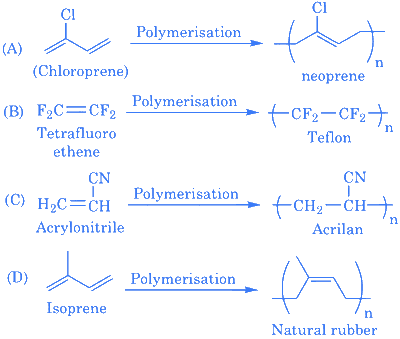 Cl Polymerisation Cl
(A)
(Chloroprene) n
neoprene
(B) F₂C=CF₂ Polymerisation (CF₂—CF₂)n
Tetrafluoro Teflon
ethene
CN CN
(C) H₂C=CH Polymerisation (CH₂—CH)n
Acrylonitrile Acrilan
(D) Polymerisation
Isoprene n
Natural rubber